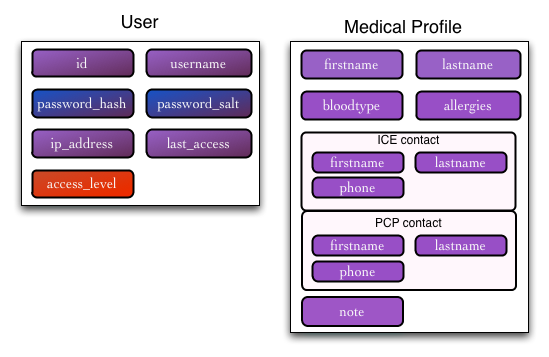 User
id username
password_hash password_salt
ip_address last_access
access_level
Medical Profile
firstname lastname
bloodtype allergies
ICE contact
firstname lastname
phone
PCP contact
firstname lastname
phone
note